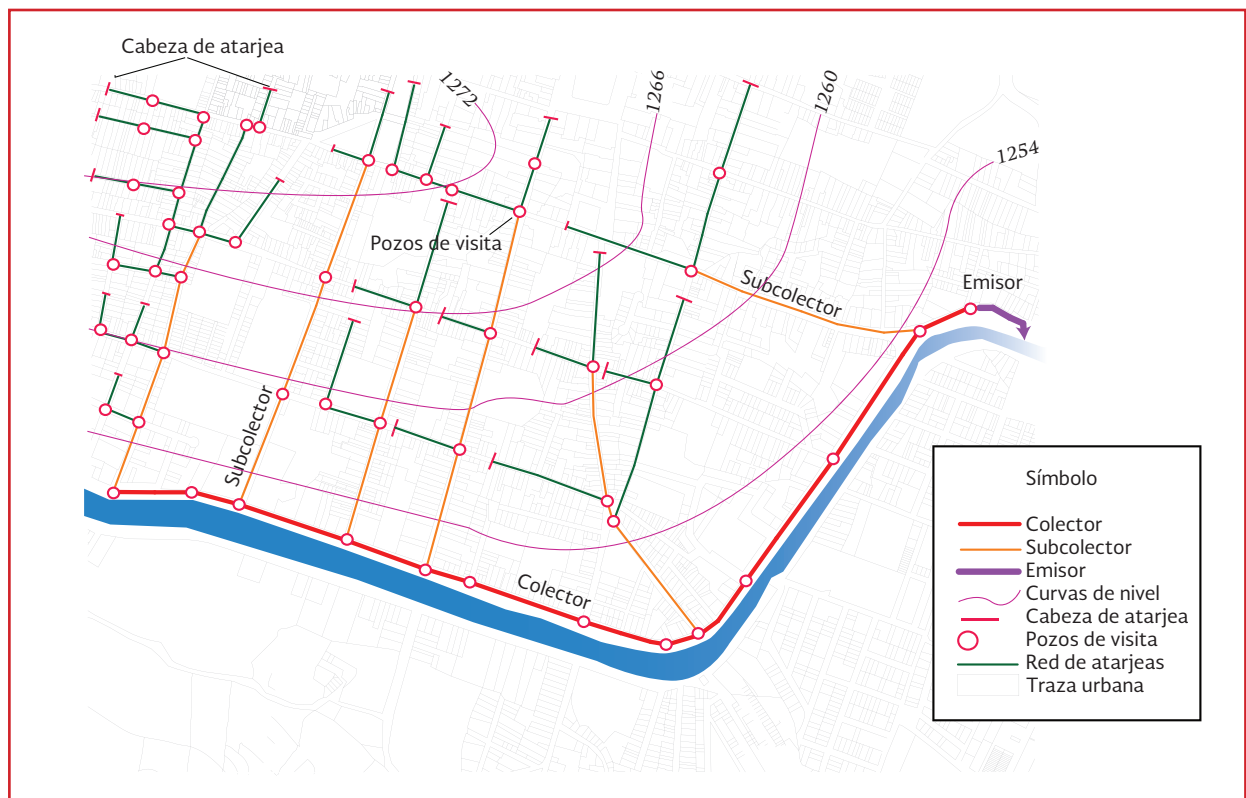 Cabeza de atarjea
1272
1266
1260
1254
Pozos de visita
Subcolector
Emisor
Subcolector
Colector
Símbolo
Colector
Subcolector
Emisor
Curvas de nivel
Cabeza de atarjea
Pozos de visita
Red de atarjeas
Traza urbana